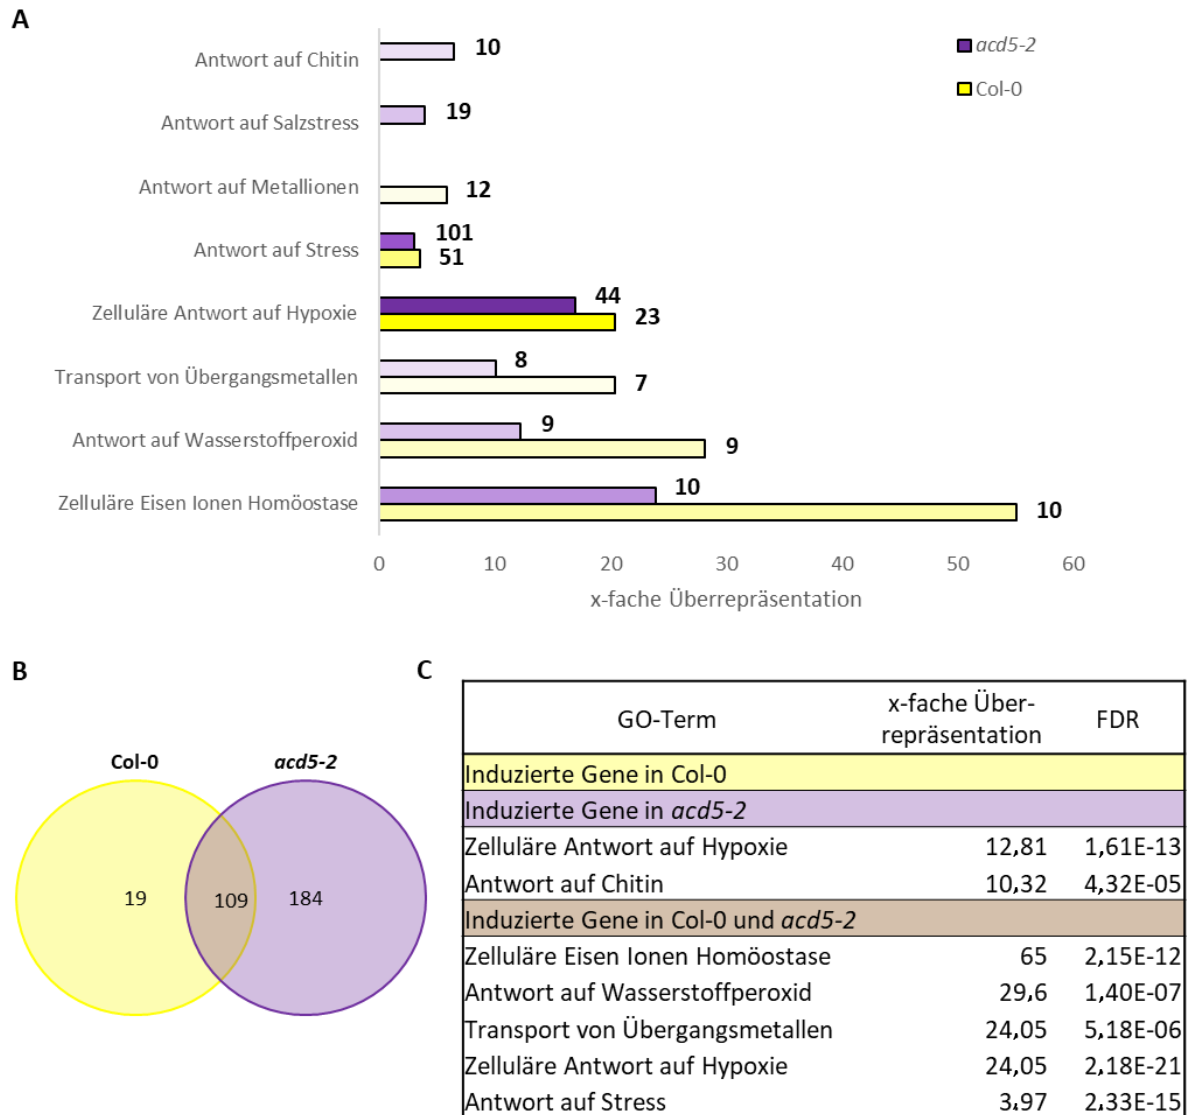 A
acd5-2
Col-0
Antwort auf Chitin 10
Antwort auf Salzstress 19
Antwort auf Metallionen 12
Antwort auf Stress 101
51
Zelluläre Antwort auf Hypoxie 44
23
Transport von Übergangsmetallen 8
7
Antwort auf Wasserstoffperoxid 9
9
Zelluläre Eisen Ionen Homöostase 10
10
0 10 20 30 40 50 60
x-fache Überrepräsentation
B
Col-0 acd5-2
19 109 184
C
GO-Term x-fache Über-
repräsentation FDR
Induzierte Gene in Col-0
Induzierte Gene in acd5-2
Zelluläre Antwort auf Hypoxie 12,81 1,61E-13
Antwort auf Chitin 10,32 4,32E-05
Induzierte Gene in Col-0 und acd5-2
Zelluläre Eisen Ionen Homöostase 65 2,15E-12
Antwort auf Wasserstoffperoxid 29,6 1,40E-07
Transport von Übergangsmetallen 24,05 5,18E-06
Zelluläre Antwort auf Hypoxie 24,05 2,18E-21
Antwort auf Stress 3,97 2,33E-15